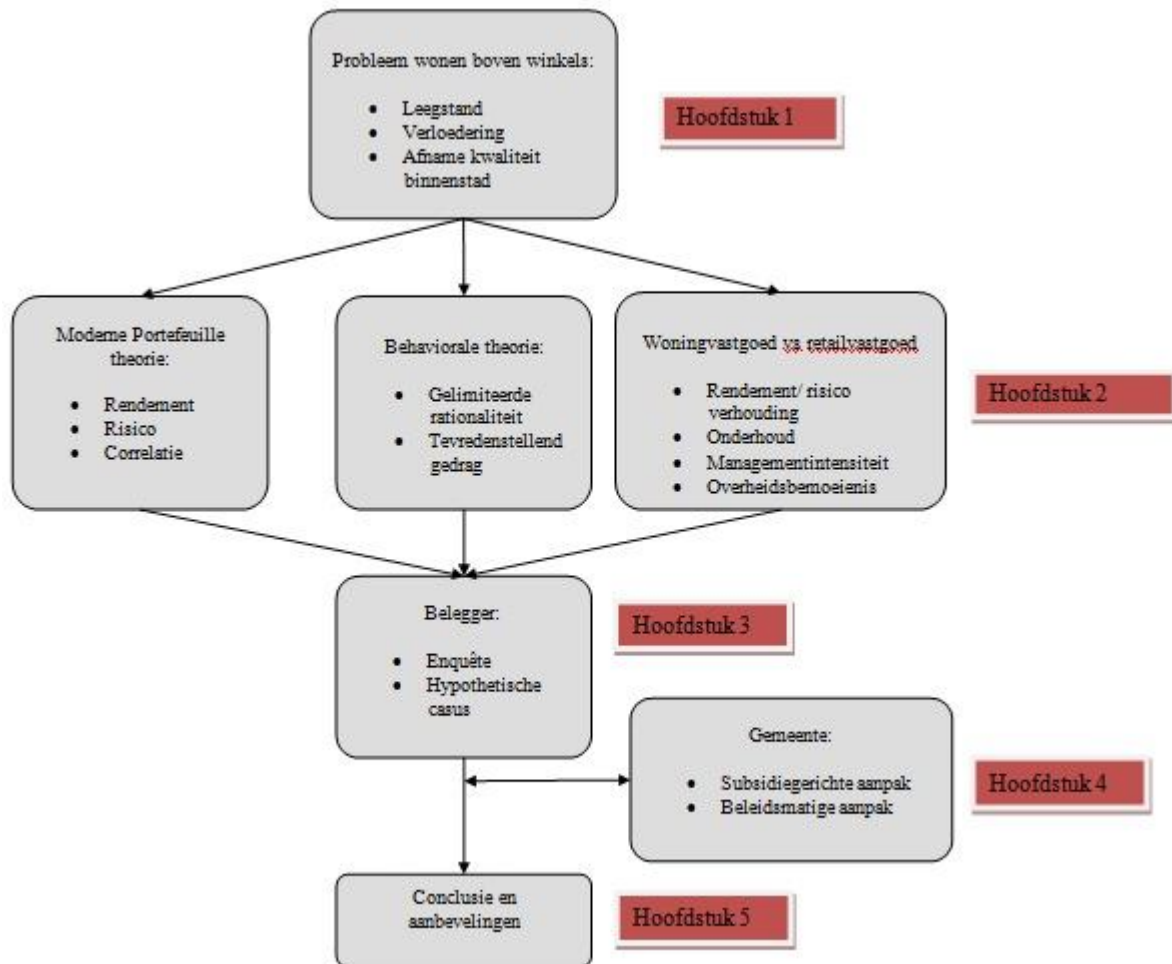 Probleem wonen boven winkels:
• Leegstand
• Verloedering
• Afname kwaliteit
binnenstad
Hoofdstuk 1
Moderne Portefeuille
theorie:
• Rendement
• Risico
• Correlatie
Behaviorale theorie:
• Gelimiteerde
rationaliteit
• Tevredenstellend
gedrag
Woningvastgoed vs retailvastgoed
• Rendement/ risico
verhouding
• Onderhoud
• Managementintensiteit
• Overheidsbemoeienis
Hoofdstuk 2
Belegger:
• Enquête
• Hypothetische
casus
Hoofdstuk 3
Gemeente:
• Subsidiegerichte aanpak
• Beleidsmatige aanpak
Hoofdstuk 4
Conclusie en
aanbevelingen
Hoofdstuk 5